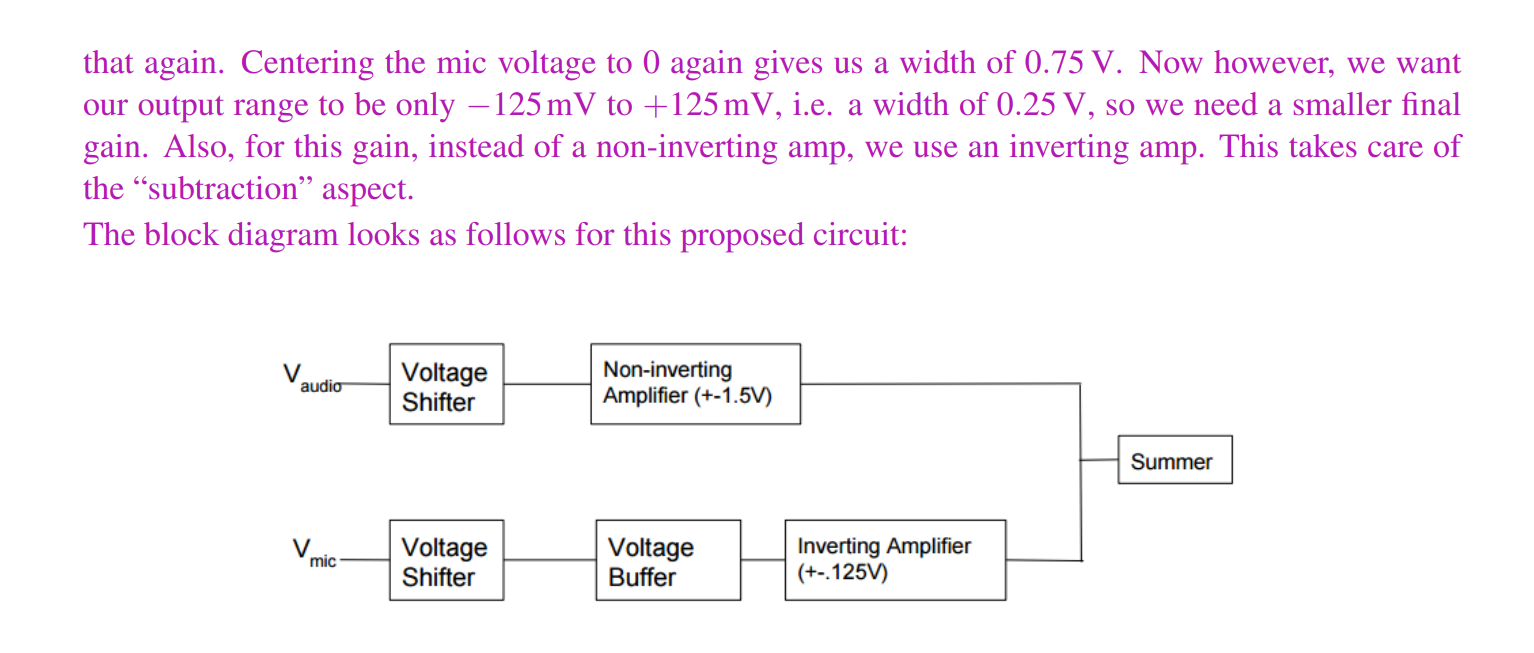 that again. Centering the mic voltage to 0 again gives us a width of 0.75 V. Now however, we want
our output range to be only −125 mV to +125 mV, i.e. a width of 0.25 V, so we need a smaller final
gain. Also, for this gain, instead of a non-inverting amp, we use an inverting amp. This takes care of
the “subtraction” aspect.
The block diagram looks as follows for this proposed circuit:
V audio
Voltage
Shifter
Non-inverting
Amplifier (+-1.5V)
Summer
V mic
Voltage
Shifter
Voltage
Buffer
Inverting Amplifier
(+-.125V)